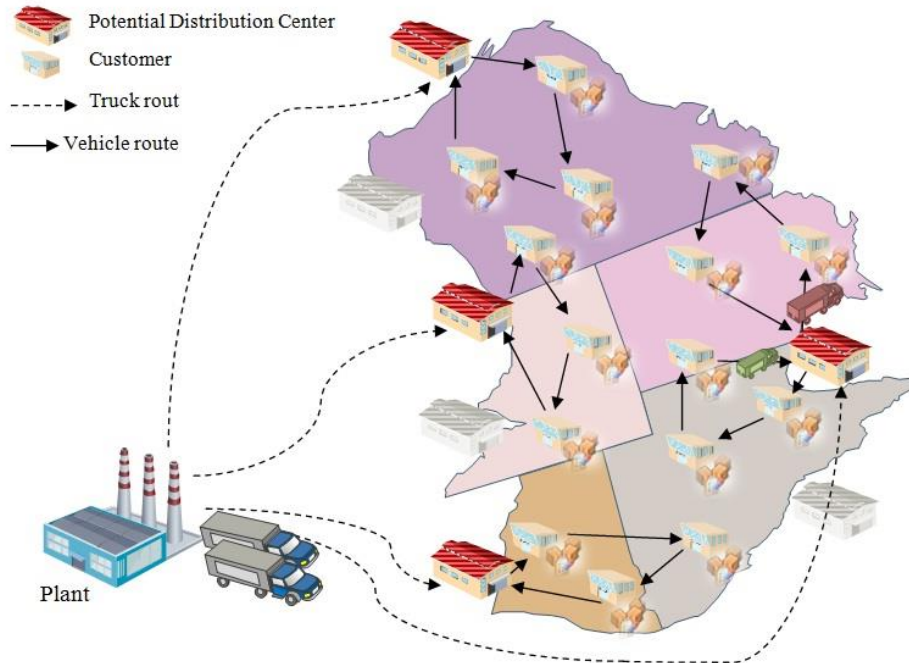 Potential Distribution Center
Customer
Truck rout
Vehicle route
Plant